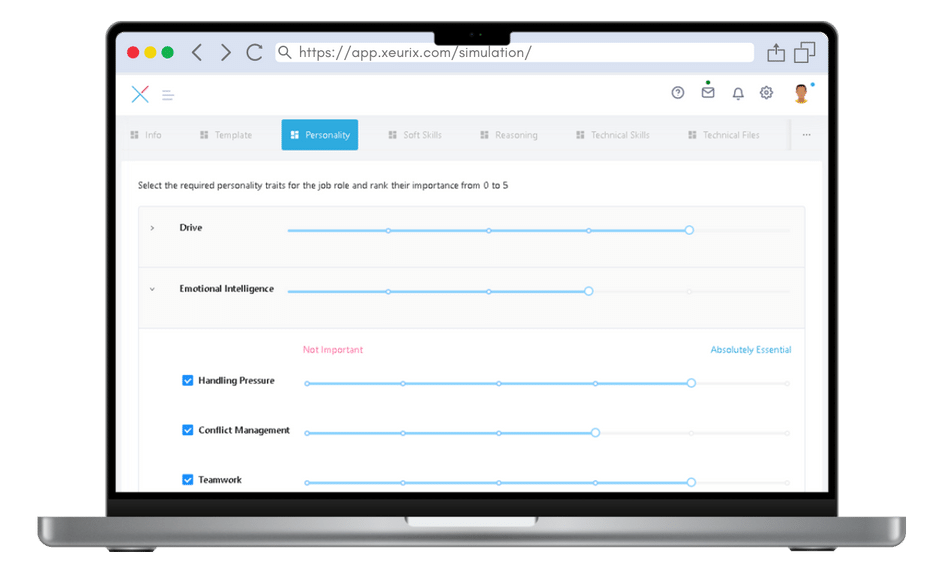 https://app.xeurix.com/simulation/
Info Template Personality Soft Skills Reasoning Technical Skills Technical Files
Select the required personality traits for the job role and rank their importance from 0 to 5
Drive
Emotional Intelligence
Not Important Absolutely Essential
Handling Pressure
Conflict Management
Teamwork